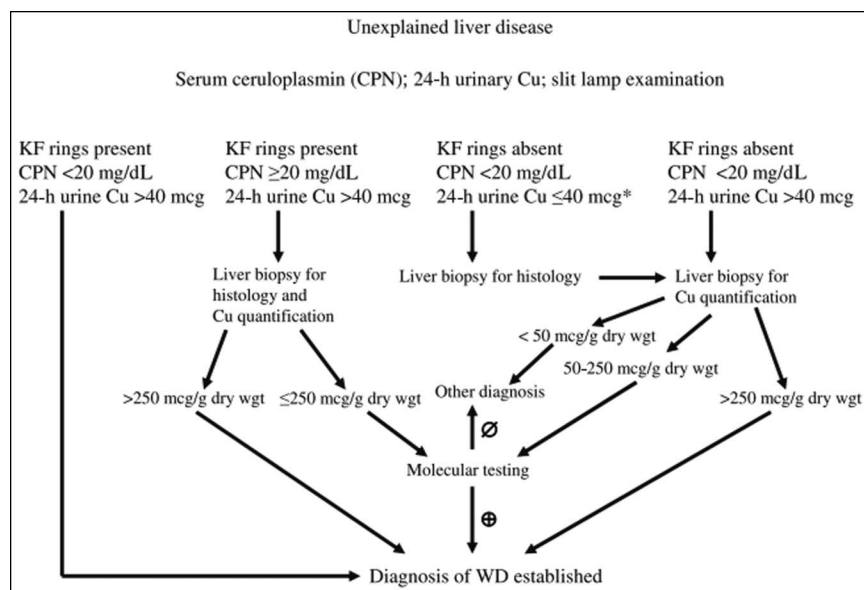 Unexplained liver disease
Serum ceruloplasmin (CPN); 24-h urinary Cu; slit lamp examination
KF rings present
CPN <20 mg/dL
24-h urine Cu >40 mcg
KF rings present
CPN ≥20 mg/dL
24-h urine Cu >40 mcg
KF rings absent
CPN <20 mg/dL
24-h urine Cu ≤40 mcg*
KF rings absent
CPN <20 mg/dL
24-h urine Cu >40 mcg
Liver biopsy for
histology and
Cu quantification
Liver biopsy for histology
Liver biopsy for
Cu quantification
< 50 mcg/g dry wgt
50-250 mcg/g dry wgt
>250 mcg/g dry wgt
≤250 mcg/g dry wgt
Other diagnosis
>250 mcg/g dry wgt
∅
Molecular testing
⊕
Diagnosis of WD established